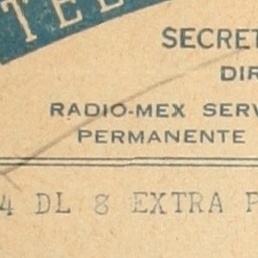 TEL
SECRET
DIR
RADIO-MEX SERV
PERMANENTE
4 DL 8 EXTRA